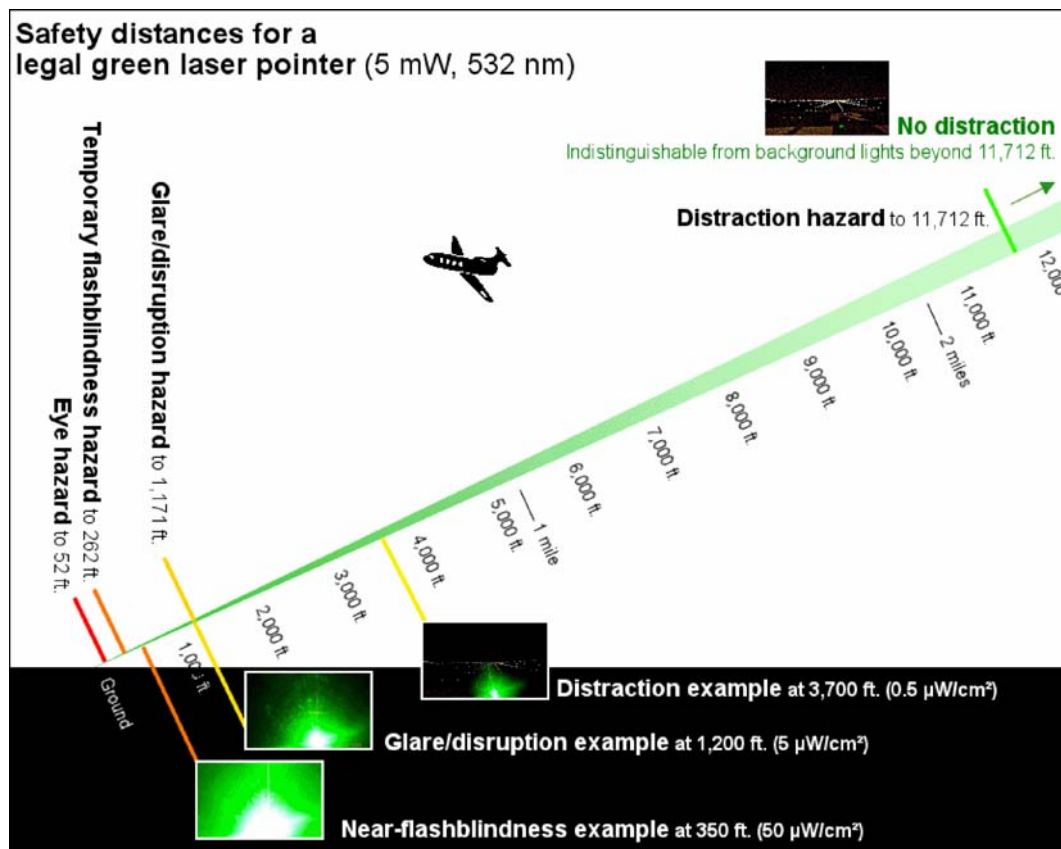 Safety distances for a
legal green laser pointer (5 mW, 532 nm)
No distraction
Indistinguishable from background lights beyond 11,712 ft.
Distraction hazard to 11,712 ft.
Glare/disruption hazard to 1,171 ft.
Temporary flashblindness hazard to 262 ft.
Eye hazard to 52 ft.
Ground
1,000 ft.
2,000 ft.
3,000 ft.
4,000 ft.
5,000 ft.
1 mile
6,000 ft.
7,000 ft.
8,000 ft.
9,000 ft.
10,000 ft.
2 miles
11,000 ft.
12,000
Distraction example at 3,700 ft. (0.5 µW/cm²)
Glare/disruption example at 1,200 ft. (5 µW/cm²)
Near-flashblindness example at 350 ft. (50 µW/cm²)